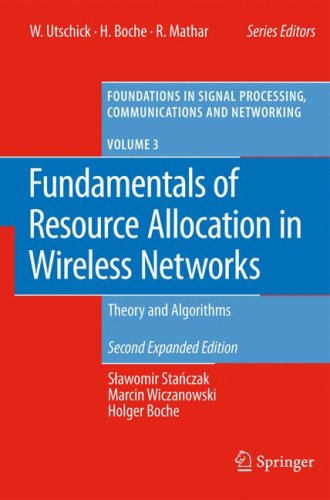 W. Utschick · H. Boche · R. Mathar Series Editors
FOUNDATIONS IN SIGNAL PROCESSING,
COMMUNICATIONS AND NETWORKING
VOLUME 3
Fundamentals of
Resource Allocation in
Wireless Networks
Theory and Algorithms
Second Expanded Edition
Sławomir Stańczak
Marcin Wiczanowski
Holger Boche
Springer